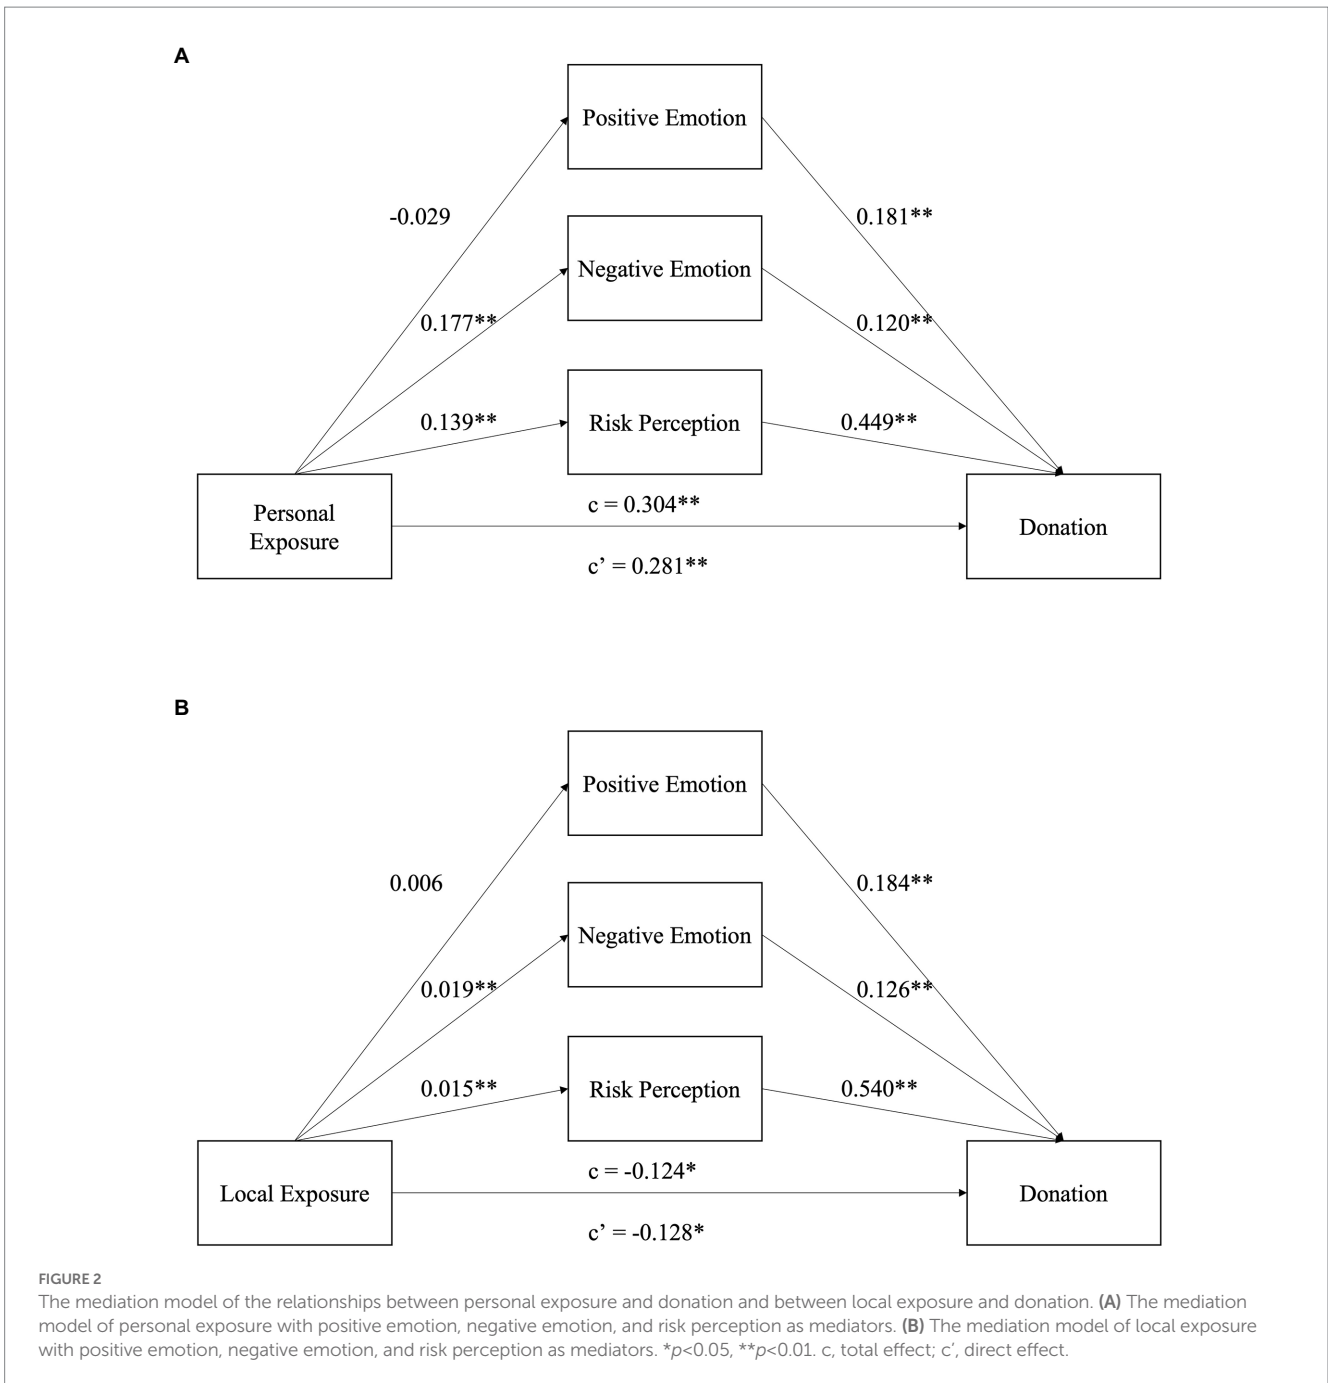 A
Positive Emotion
-0.029
0.181**
Negative Emotion
0.177**
0.120**
Risk Perception
0.139**
0.449**
Personal
Exposure
c = 0.304**
c’ = 0.281**
Donation
B
Positive Emotion
0.006
0.184**
Negative Emotion
0.019**
0.126**
Risk Perception
0.015**
0.540**
Local Exposure
c = -0.124*
c’ = -0.128*
Donation
FIGURE 2
The mediation model of the relationships between personal exposure and donation and between local exposure and donation. (A) The mediation
model of personal exposure with positive emotion, negative emotion, and risk perception as mediators. (B) The mediation model of local exposure
with positive emotion, negative emotion, and risk perception as mediators. *p<0.05, **p<0.01. c, total effect; c′, direct effect.